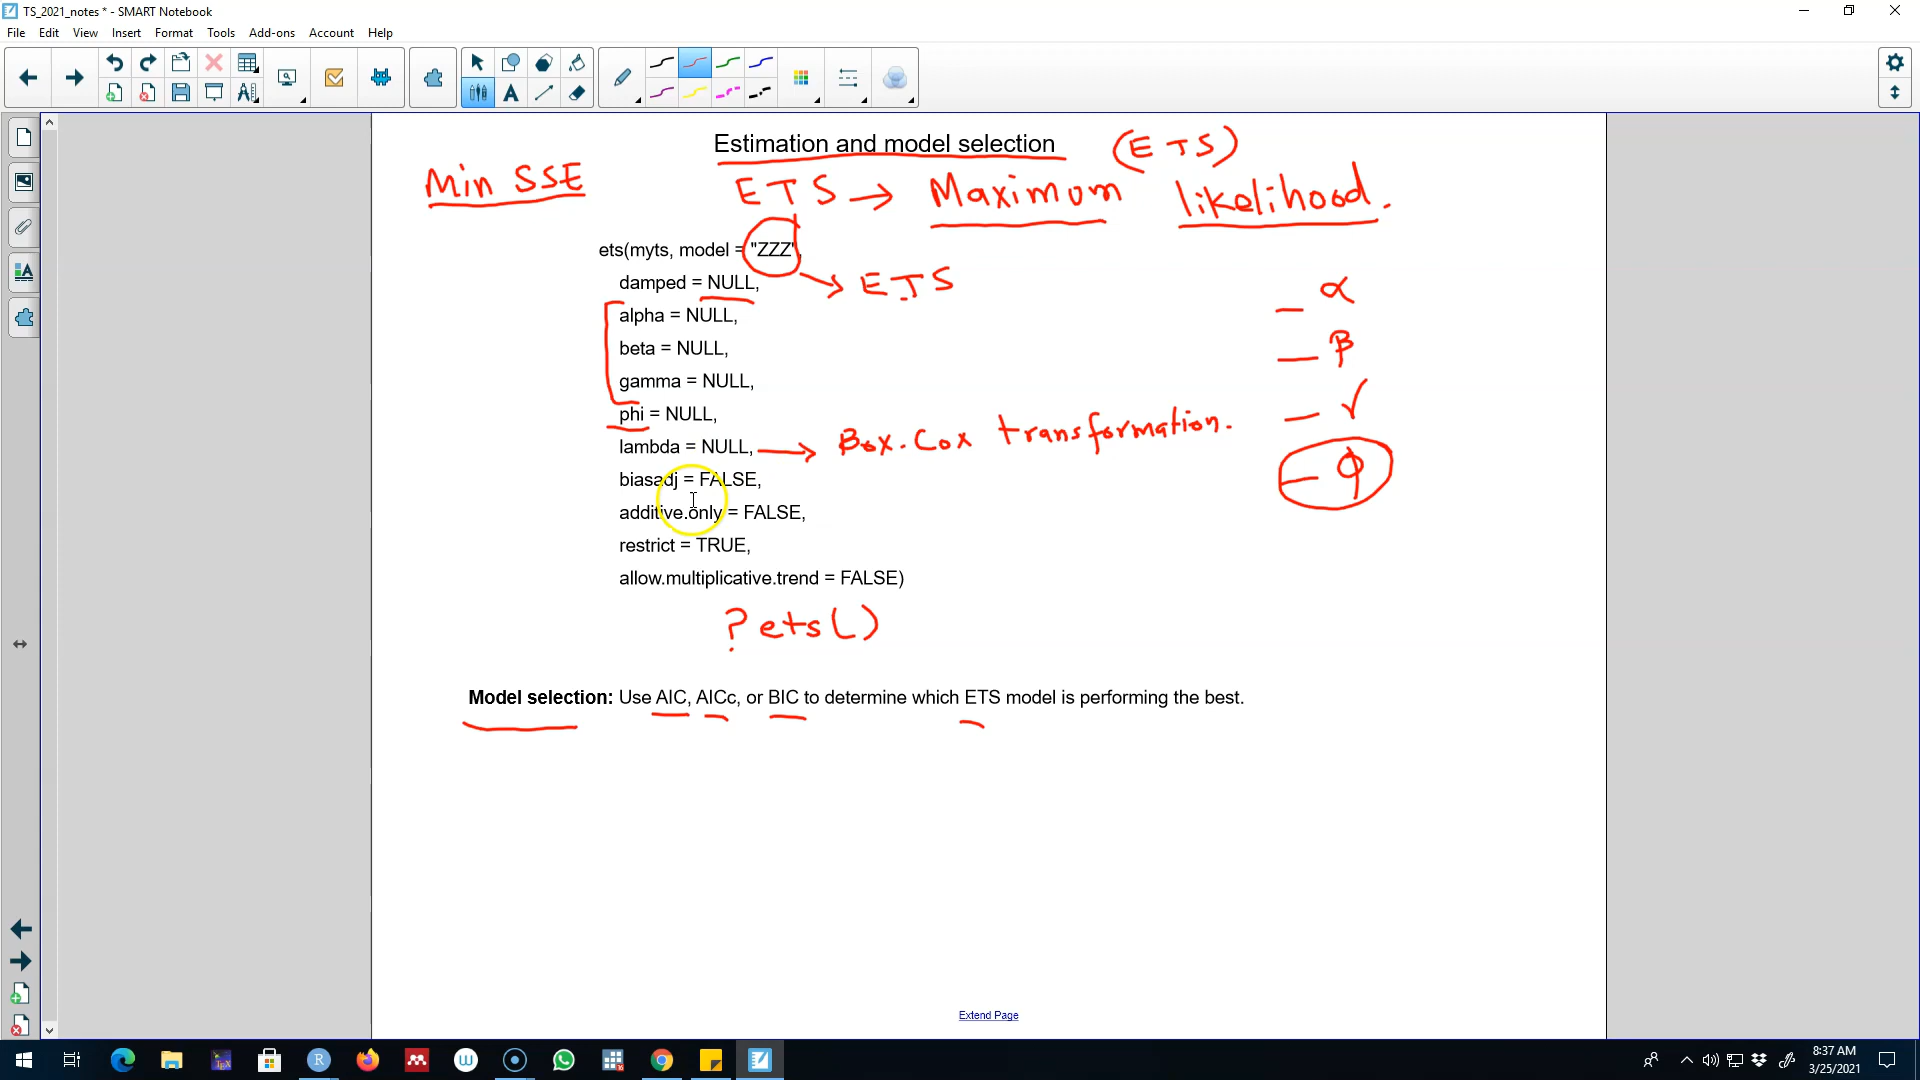 TS_2021_notes * - SMART Notebook
File Edit View Insert Format Tools Add-ons Account Help
Estimation and model selection (ETS)
Min SSE
ETS → Maximum likelihood.
ets(myts, model = "ZZZ",
→ ETS
damped = NULL,
alpha = NULL,
α
beta = NULL,
β
gamma = NULL,
γ
phi = NULL,
lambda = NULL, → Box-Cox transformation.
φ
biasadj = FALSE,
additive.only = FALSE,
restrict = TRUE,
allow.multiplicative.trend = FALSE)
? ets()
Model selection: Use AIC, AICc, or BIC to determine which ETS model is performing the best.
Extend Page
8:37 AM
3/25/2021